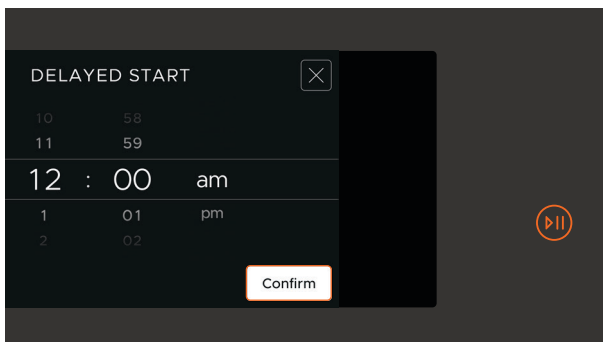 DELAYED START
10 58
11 59
12 : 00 am
1 01 pm
2 02
Confirm